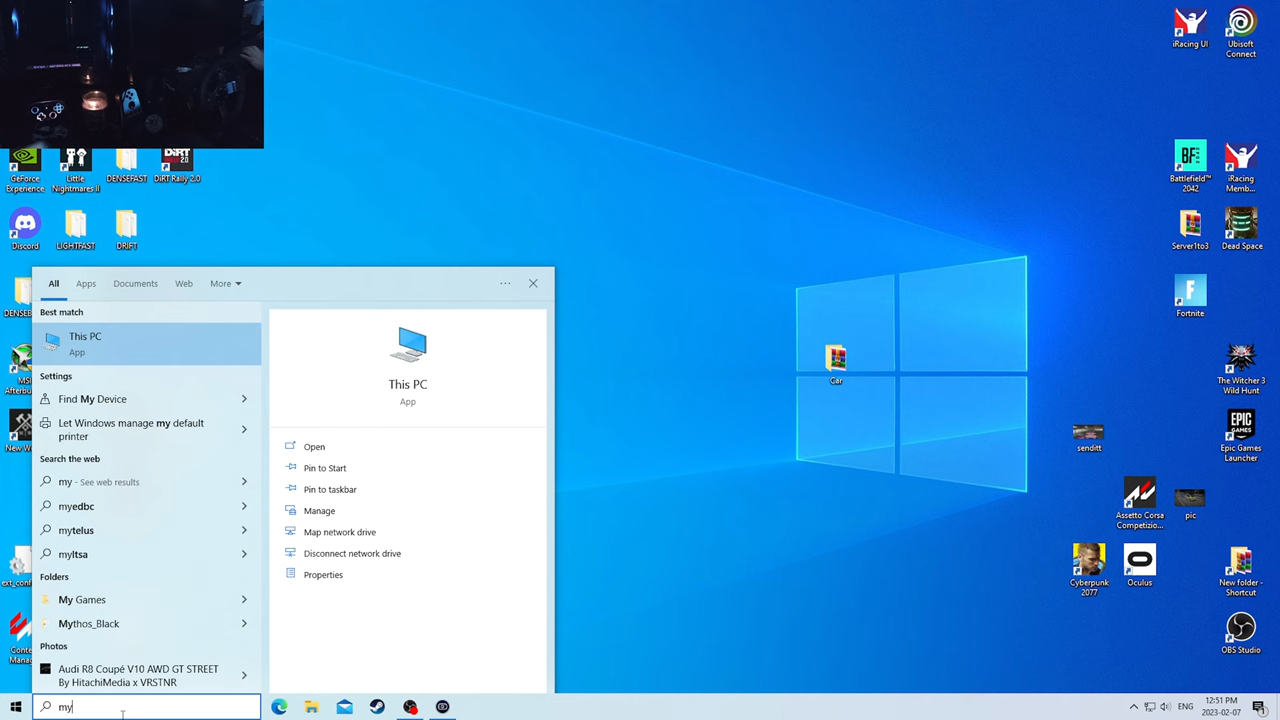 iRacing UI
Ubisoft
Connect
GeForce
Experience
Little
Nightmares II
DENSEFAST
DiRT Rally 2.0
Battlefield™
2042
iRacing
Memb...
Discord
LIGHTFAST
DRIFT
Server1to3
Dead Space
Fortnite
All
Apps
Documents
Web
More
Best match
This PC
App
Settings
Find My Device
Let Windows manage my default
printer
Search the web
my - See web results
myedbc
mytelus
myltsa
Folders
My Games
Mythos_Black
Photos
Audi R8 Coupé V10 AWD GT STREET
By HitachiMedia x VRSTNR
my
This PC
App
Open
Pin to Start
Pin to taskbar
Manage
Map network drive
Disconnect network drive
Properties
Car
The Witcher 3
Wild Hunt
senditt
EPIC
GAMES
Epic Games
Launcher
Assetto Corsa
Competizio...
pic
Cyberpunk
2077
Oculus
New folder -
Shortcut
OBS Studio
ENG
12:51 PM
2023-02-07